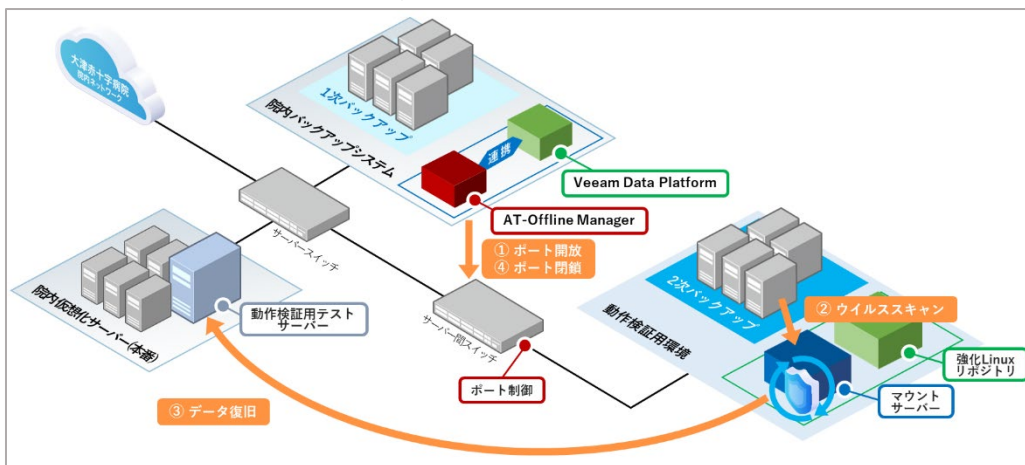 大津赤十字病院
院内ネットワーク
1次バックアップ
院内バックアップシステム
連携
Veeam Data Platform
AT-Offline Manager
サーバースイッチ
① ポート開放
④ ポート閉鎖
院内仮想化サーバー(本番)
動作検証用テスト
サーバー
サーバー間スイッチ
ポート制御
2次バックアップ
動作検証用環境
② ウイルススキャン
強化Linux
リポジトリ
マウント
サーバー
③ データ復旧